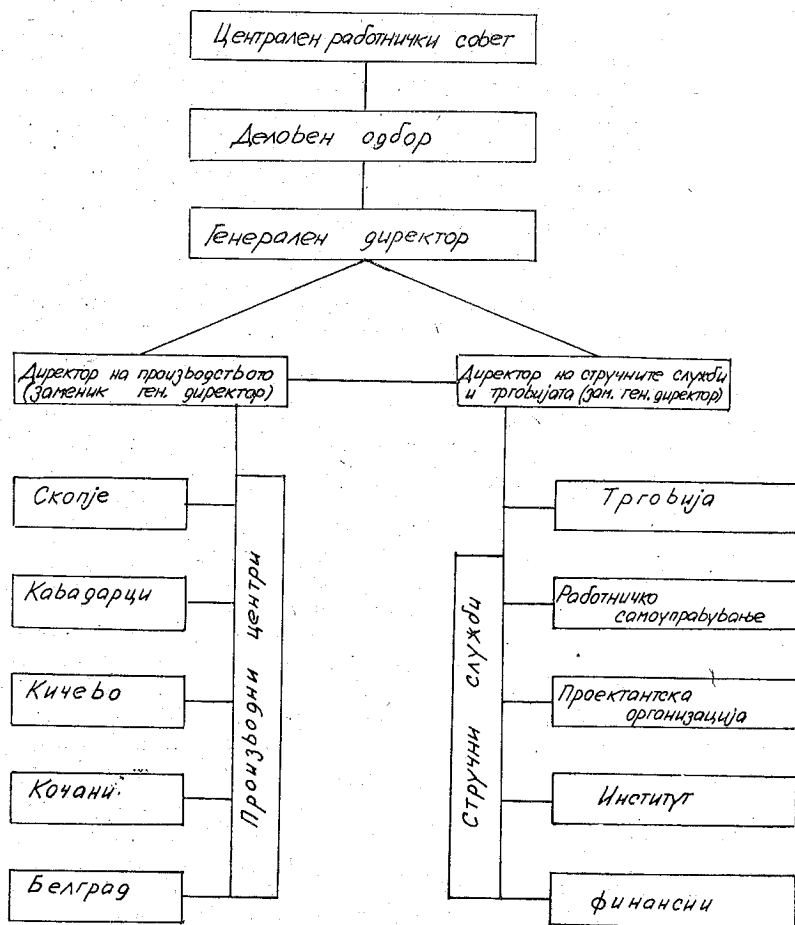 Централен работнички совет
Деловен одбор
Генерален директор
Директор на производството
(заменик ген. директор)
Директор на стручните служби
и трговијата (зам. ген. директор)
Скопје
Кавадарци
Кичево
Кочани
Белград
Производни центри
Стручни служби
Трговија
Работничко
самоуправување
Проектантска
организација
Институт
финансии